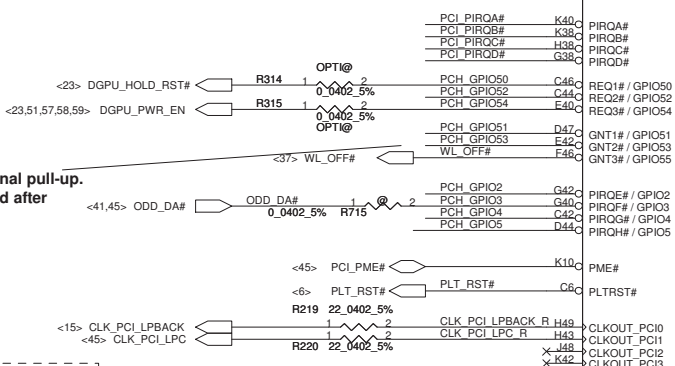 PCI_PIRQA# K40 PIRQA#
PCI_PIRQB# K38 PIRQB#
PCI_PIRQC# H38 PIRQC#
PCI_PIRQD# G38 PIRQD#
OPTI@
<23> DGPU_HOLD_RST# R314 1 2 PCH_GPIO50 C46 REQ1# / GPIO50
0_0402_5% PCH_GPIO52 C44 REQ2# / GPIO52
<23,51,57,58,59> DGPU_PWR_EN R315 1 2 PCH_GPIO54 E40 REQ3# / GPIO54
0_0402_5%
OPTI@
PCH_GPIO51 D47 GNT1# / GPIO51
PCH_GPIO53 E42 GNT2# / GPIO53
<37> WL_OFF# WL_OFF# F46 GNT3# / GPIO55
nal pull-up.
d after
PCH_GPIO2 G42 PIRQE# / GPIO2
<41,45> ODD_DA# ODD_DA# 1 @ 2 PCH_GPIO3 G40 PIRQF# / GPIO3
0_0402_5% R715 PCH_GPIO4 C42 PIRQG# / GPIO4
PCH_GPIO5 D44 PIRQH# / GPIO5
<45> PCI_PME# K10 PME#
<6> PLT_RST# PLT_RST# C6 PLTRST#
R219 22_0402_5%
<15> CLK_PCI_LPBACK 1 2 CLK_PCI_LPBACK_R H49 CLKOUT_PCI0
<45> CLK_PCI_LPC 1 2 CLK_PCI_LPC_R H43 CLKOUT_PCI1
R220 22_0402_5% J48 CLKOUT_PCI2
K42 CLKOUT_PCI3